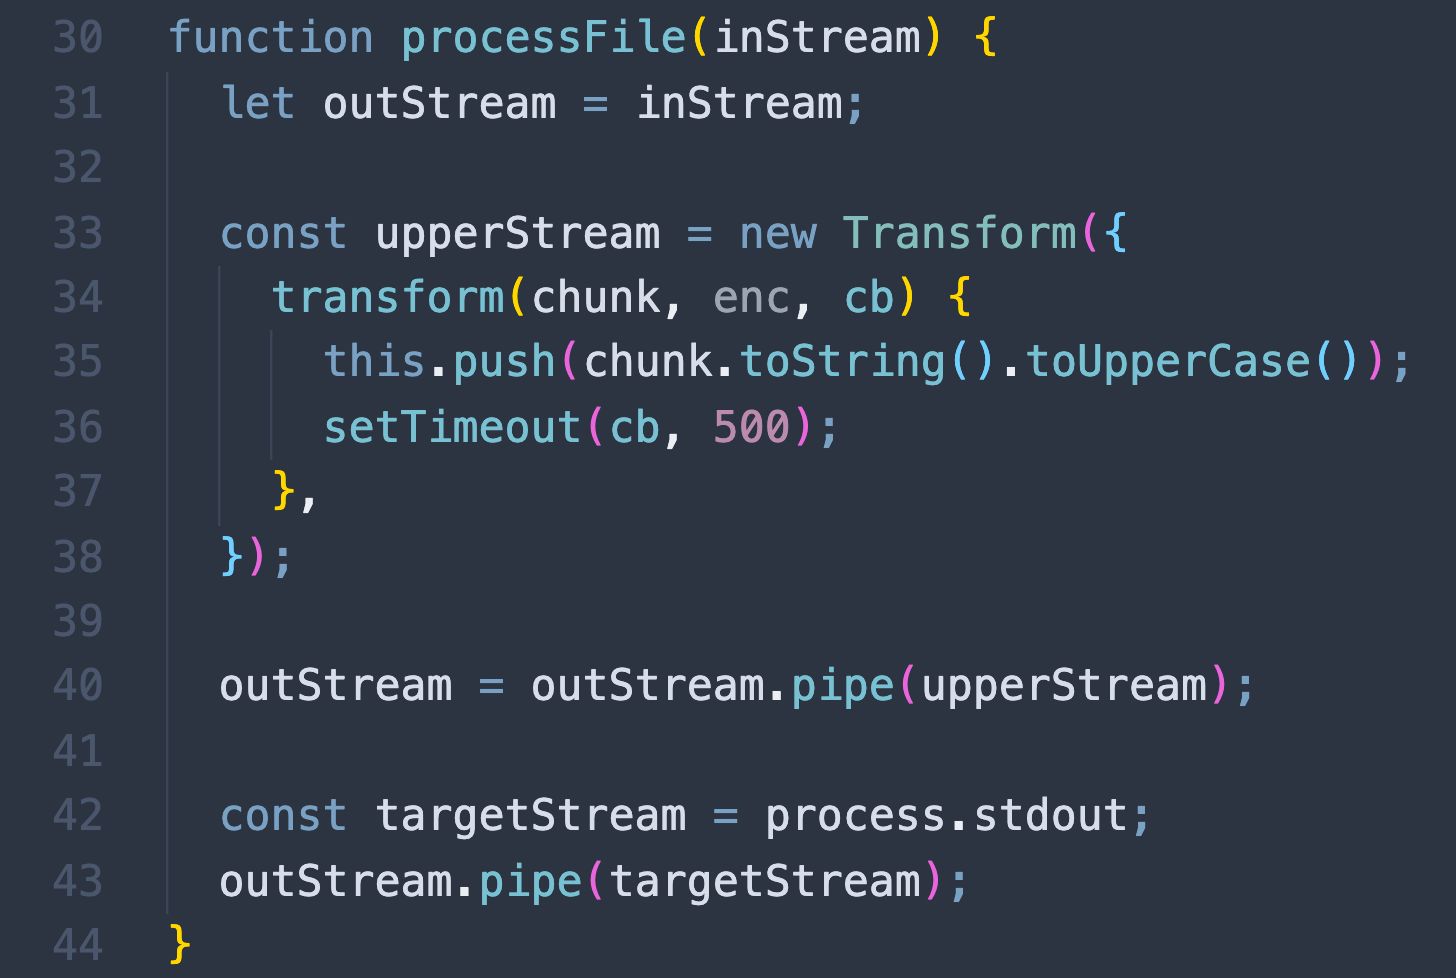 30 function processFile(inStream) {
31   let outStream = inStream;
32
33   const upperStream = new Transform({
34     transform(chunk, enc, cb) {
35       this.push(chunk.toString().toUpperCase());
36       setTimeout(cb, 500);
37     },
38   });
39
40   outStream = outStream.pipe(upperStream);
41
42   const targetStream = process.stdout;
43   outStream.pipe(targetStream);
44 }